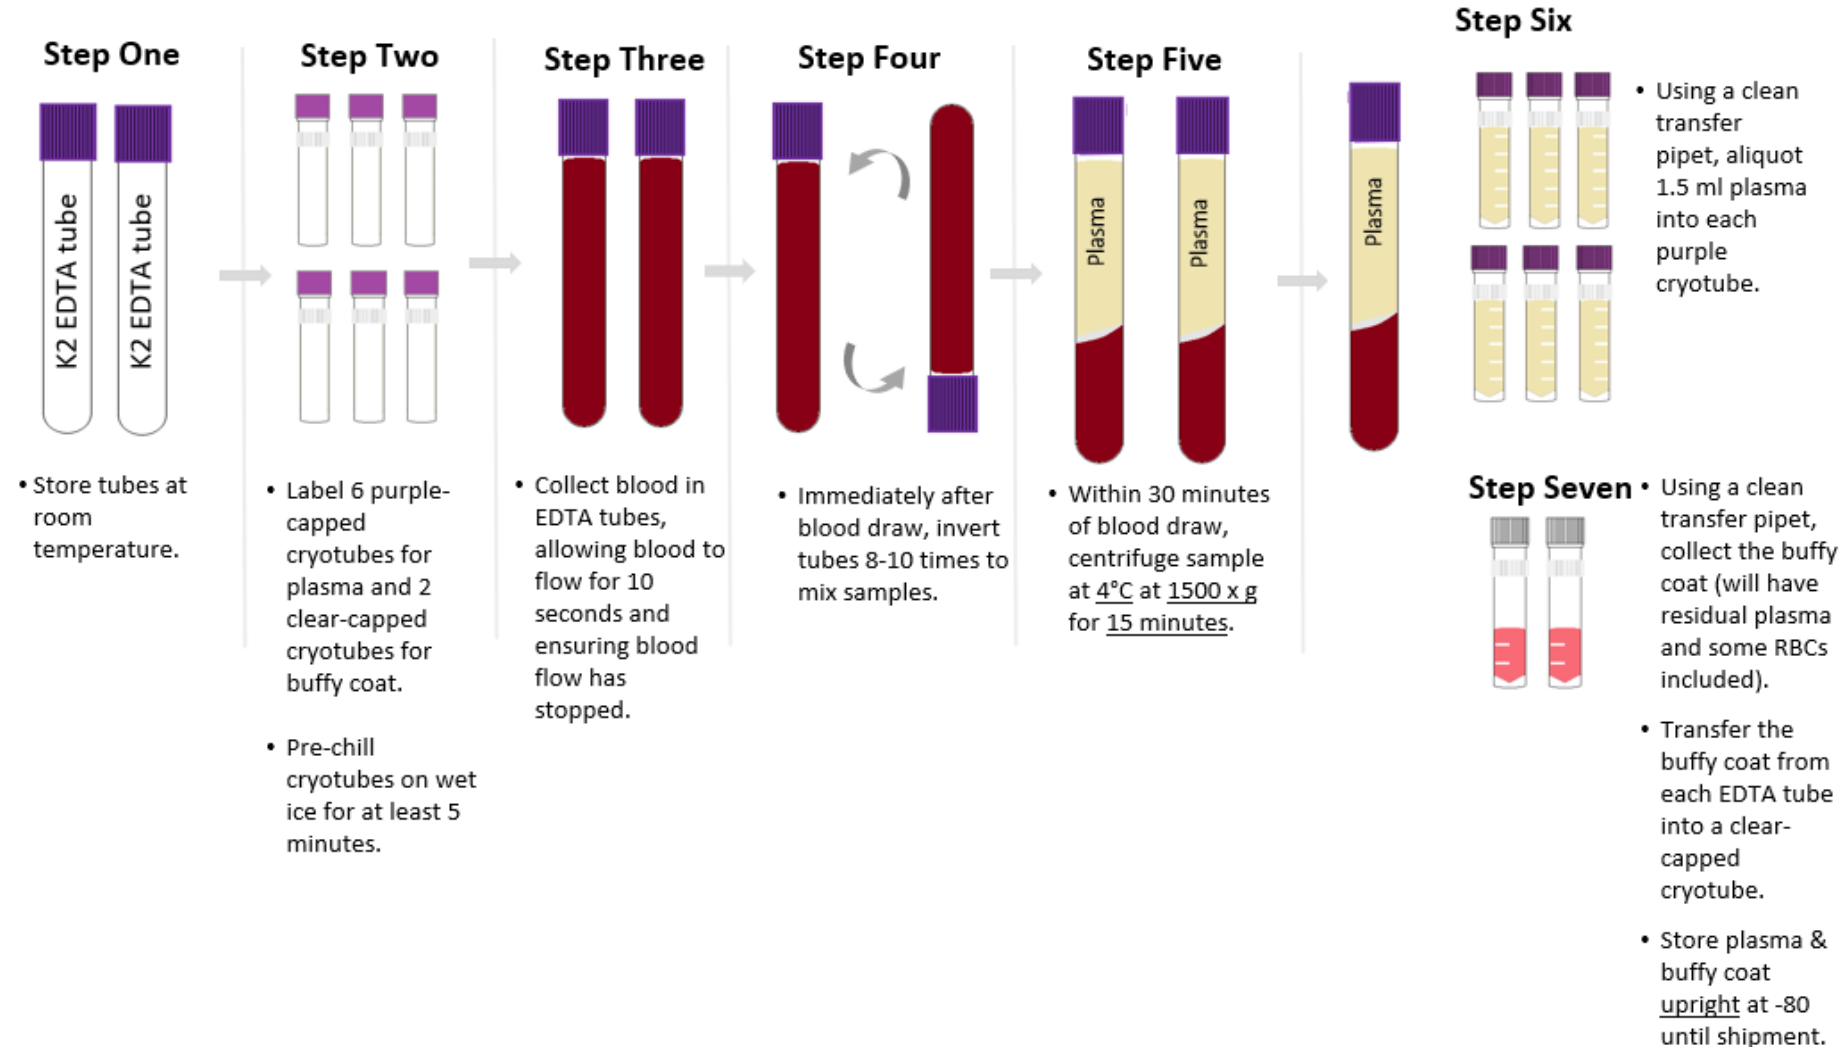 Step One
K2 EDTA tube
K2 EDTA tube
• Store tubes at
room
temperature.
Step Two
• Label 6 purple-
capped
cryotubes for
plasma and 2
clear-capped
cryotubes for
buffy coat.
• Pre-chill
cryotubes on wet
ice for at least 5
minutes.
Step Three
• Collect blood in
EDTA tubes,
allowing blood to
flow for 10
seconds and
ensuring blood
flow has
stopped.
Step Four
• Immediately after
blood draw, invert
tubes 8-10 times to
mix samples.
Step Five
Plasma
Plasma
• Within 30 minutes
of blood draw,
centrifuge sample
at 4°C at 1500 x g
for 15 minutes.
Plasma
Step Six
• Using a clean
transfer
pipet, aliquot
1.5 ml plasma
into each
purple
cryotube.
Step Seven
• Using a clean
transfer pipet,
collect the buffy
coat (will have
residual plasma
and some RBCs
included).
• Transfer the
buffy coat from
each EDTA tube
into a clear-
capped
cryotube.
• Store plasma &
buffy coat
upright at -80
until shipment.